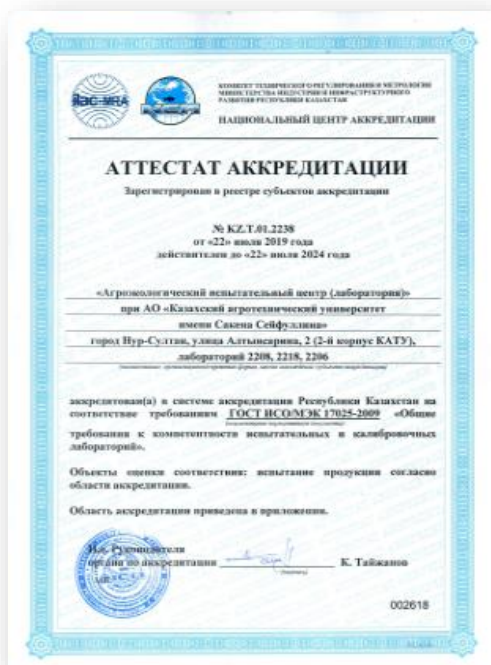 ilac-MRA
КОМИТЕТ ТЕХНИЧЕСКОГО РЕГУЛИРОВАНИЯ И МЕТРОЛОГИИ
МИНИСТЕРСТВА ИНДУСТРИИ И ИНФРАСТРУКТУРНОГО
РАЗВИТИЯ РЕСПУБЛИКИ КАЗАХСТАН
НАЦИОНАЛЬНЫЙ ЦЕНТР АККРЕДИТАЦИИ
АТТЕСТАТ АККРЕДИТАЦИИ
Зарегистрирован в реестре субъектов аккредитации
№ KZ.T.01.2238
от «22» июля 2019 года
действителен до «22» июля 2024 года
«Агроэкологический испытательный центр (лаборатория)»
при АО «Казахский агротехнический университет
имени Сакена Сейфуллина»
город Нур-Султан, улица Алтынсарина, 2 (2-й корпус КАТУ),
лабораторий 2208, 2218, 2206
аккредитован(а) в системе аккредитации Республики Казахстан на
соответствие требованиям ГОСТ ИСО/МЭК 17025-2009 «Общие
требования к компетентности испытательных и калибровочных
лабораторий».
Объекты оценки соответствия: испытание продукции согласно
области аккредитации.
Область аккредитации приведена в приложении.
И.о. Руководителя
органа по аккредитации К. Тайжанов
(подпись)
002618